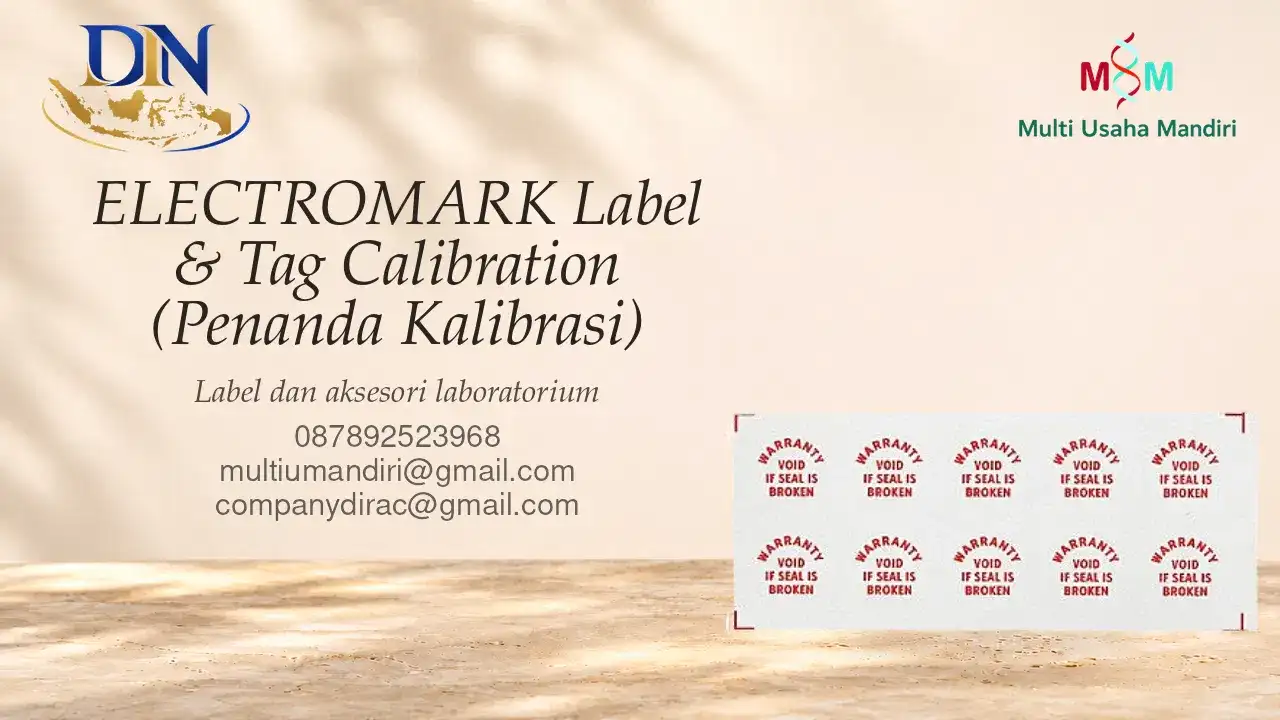 DIN
M M
Multi Usaha Mandiri
ELECTROMARK Label
& Tag Calibration
(Penanda Kalibrasi)
Label dan aksesori laboratorium
087892523968
multiumandiri@gmail.com
companydirac@gmail.com
WARRANTY VOID IF SEAL IS BROKEN
WARRANTY VOID IF SEAL IS BROKEN
WARRANTY VOID IF SEAL IS BROKEN
WARRANTY VOID IF SEAL IS BROKEN
WARRANTY VOID IF SEAL IS BROKEN
WARRANTY VOID IF SEAL IS BROKEN
WARRANTY VOID IF SEAL IS BROKEN
WARRANTY VOID IF SEAL IS BROKEN
WARRANTY VOID IF SEAL IS BROKEN
WARRANTY VOID IF SEAL IS BROKEN